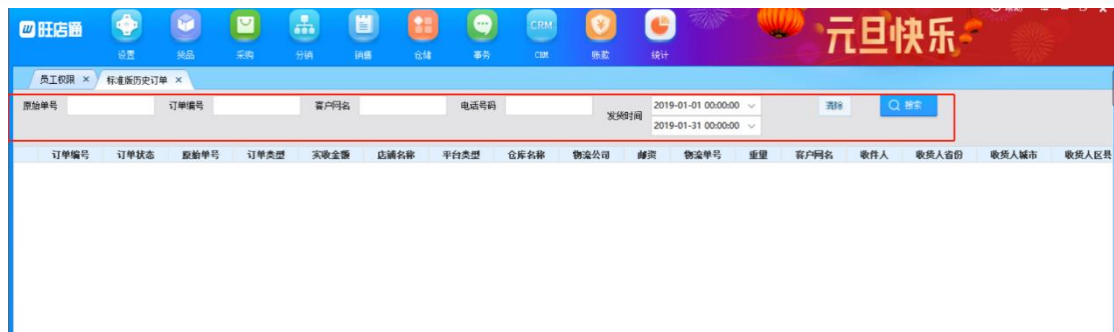 旺店通
设置 货品 采购 分销 销售 仓储 事务 CRM 账款 统计
CRM
元旦快乐
员工权限 × 标准版历史订单 ×
原始单号 订单编号 客户网名 电话号码 发货时间 2019-01-01 00:00:00 清除 搜索
2019-01-31 00:00:00
订单编号 订单状态 原始单号 订单类型 实收金额 店铺名称 平台类型 仓库名称 物流公司 邮资 物流单号 重量 客户网名 收件人 收货人省份 收货人城市 收货人区县